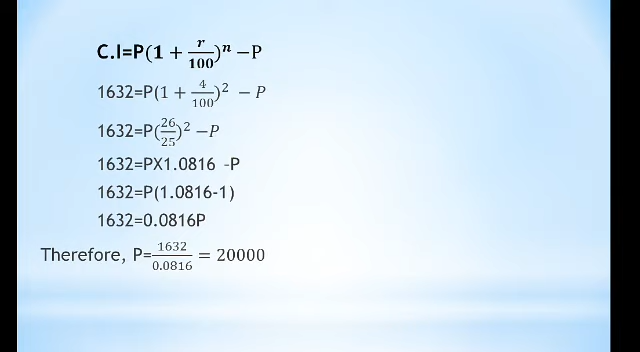 C.I=P(1 + r/100)ⁿ −P
1632=P(1 + 4/100)² − P
1632=P(26/25)² −P
1632=PX1.0816 -P
1632=P(1.0816-1)
1632=0.0816P
Therefore, P=1632/0.0816 = 20000